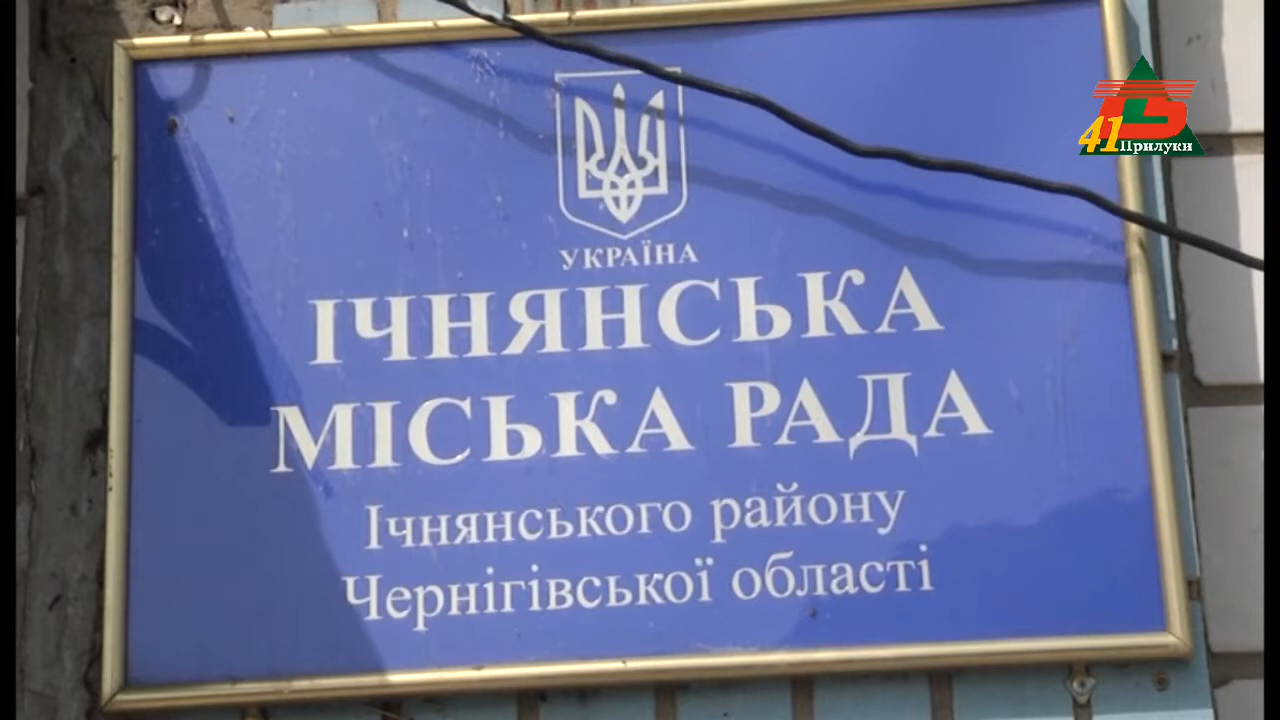 УКРАЇНА
ІЧНЯНСЬКА
МІСЬКА РАДА
Ічнянського району
Чернігівської області
41 Прилуки